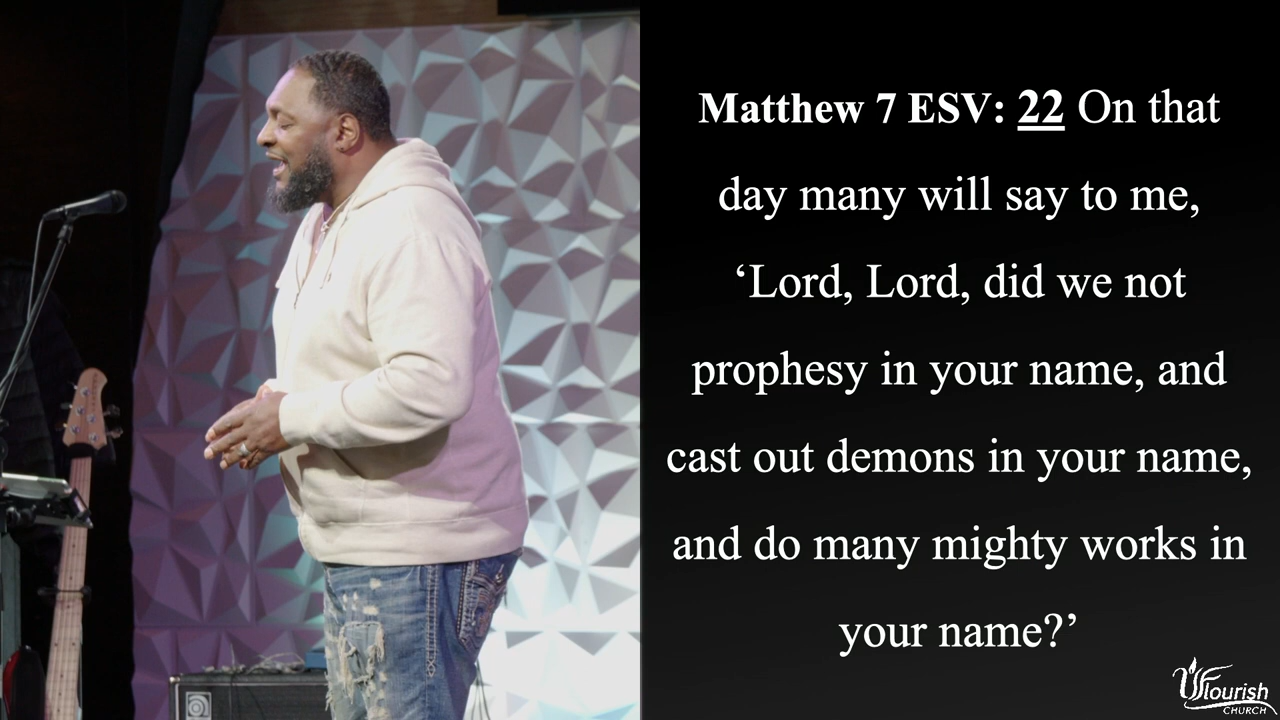 Matthew 7 ESV: 22 On that
day many will say to me,
‘Lord, Lord, did we not
prophesy in your name, and
cast out demons in your name,
and do many mighty works in
your name?’
Flourish
CHURCH